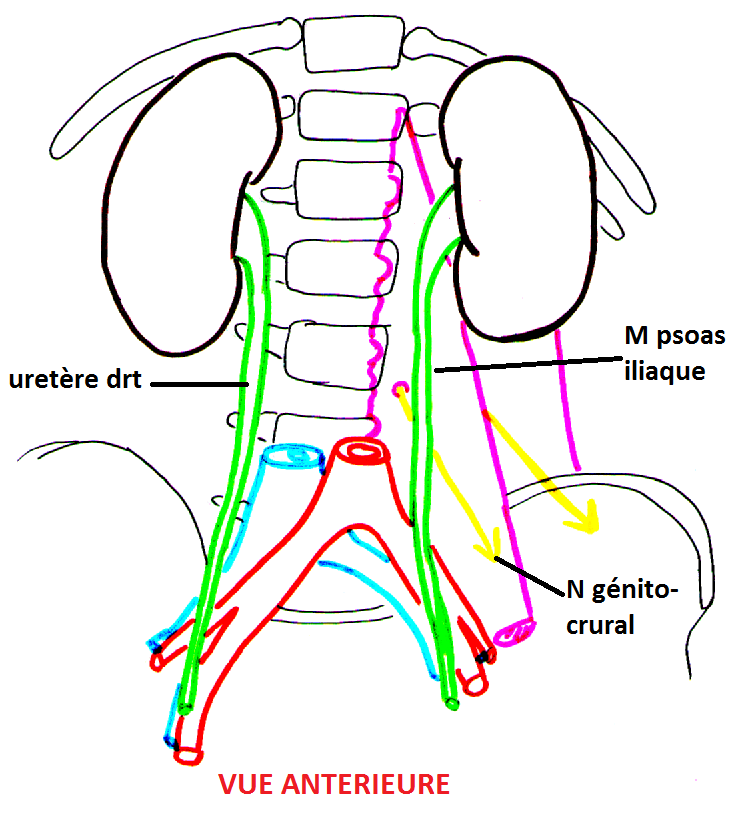 M psoas
iliaque
uretère drt
N génito-
crural
VUE ANTERIEURE